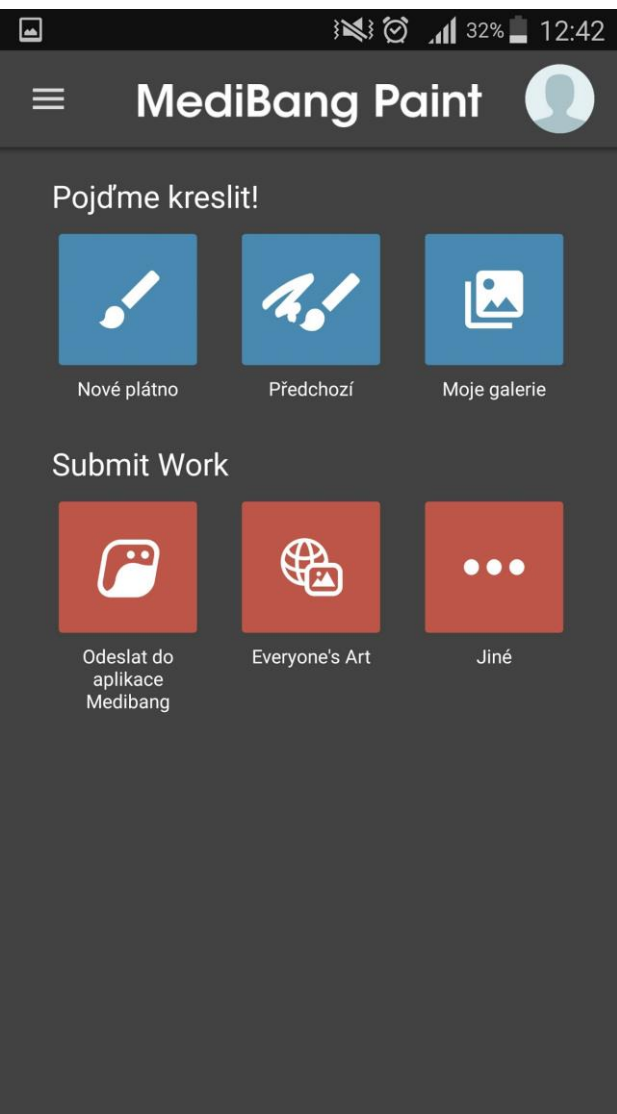 32% 12:42
MediBang Paint
Pojďme kreslit!
Nové plátno Předchozí Moje galerie
Submit Work
Odeslat do
aplikace
Medibang
Everyone's Art
Jiné